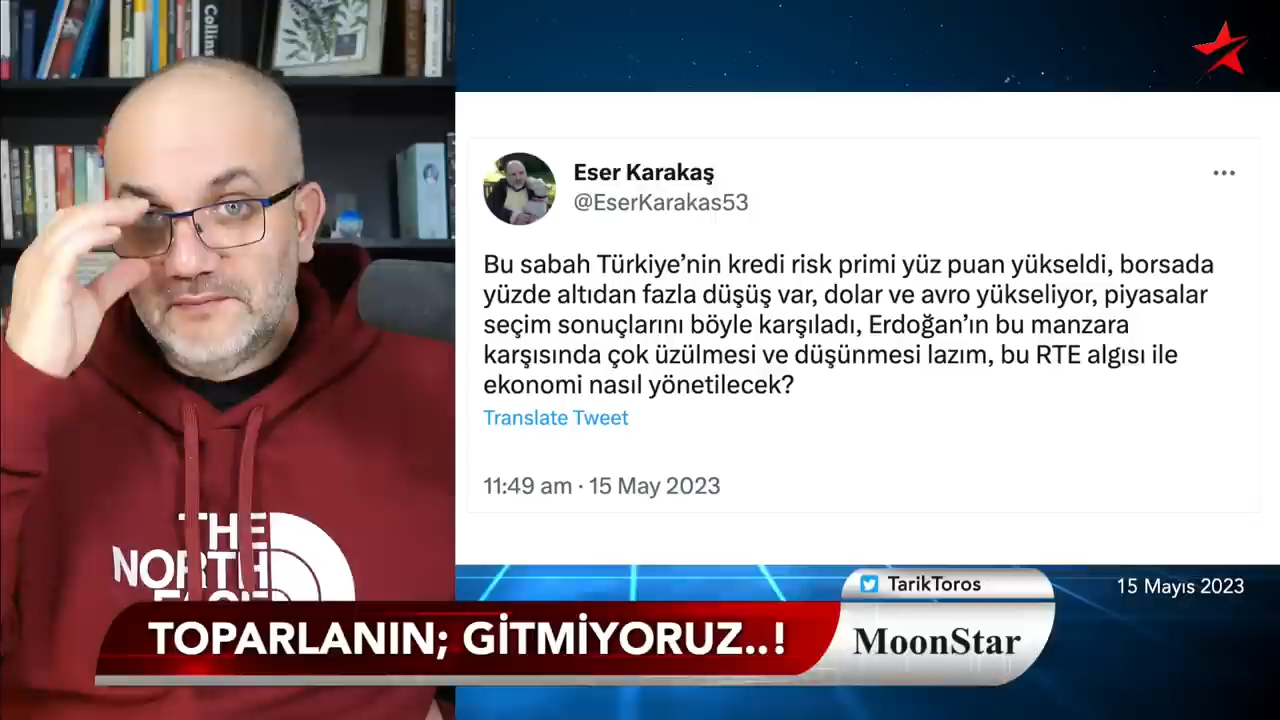 Collins
Eser Karakaş
@EserKarakas53
Bu sabah Türkiye’nin kredi risk primi yüz puan yükseldi, borsada
yüzde altıdan fazla düşüş var, dolar ve avro yükseliyor, piyasalar
seçim sonuçlarını böyle karşıladı, Erdoğan’ın bu manzara
karşısında çok üzülmesi ve düşünmesi lazım, bu RTE algısı ile
ekonomi nasıl yönetilecek?
Translate Tweet
11:49 am · 15 May 2023
THE
NORTH
FACE
TarikToros
15 Mayıs 2023
TOPARLANIN; GİTMİYORUZ..!
MoonStar